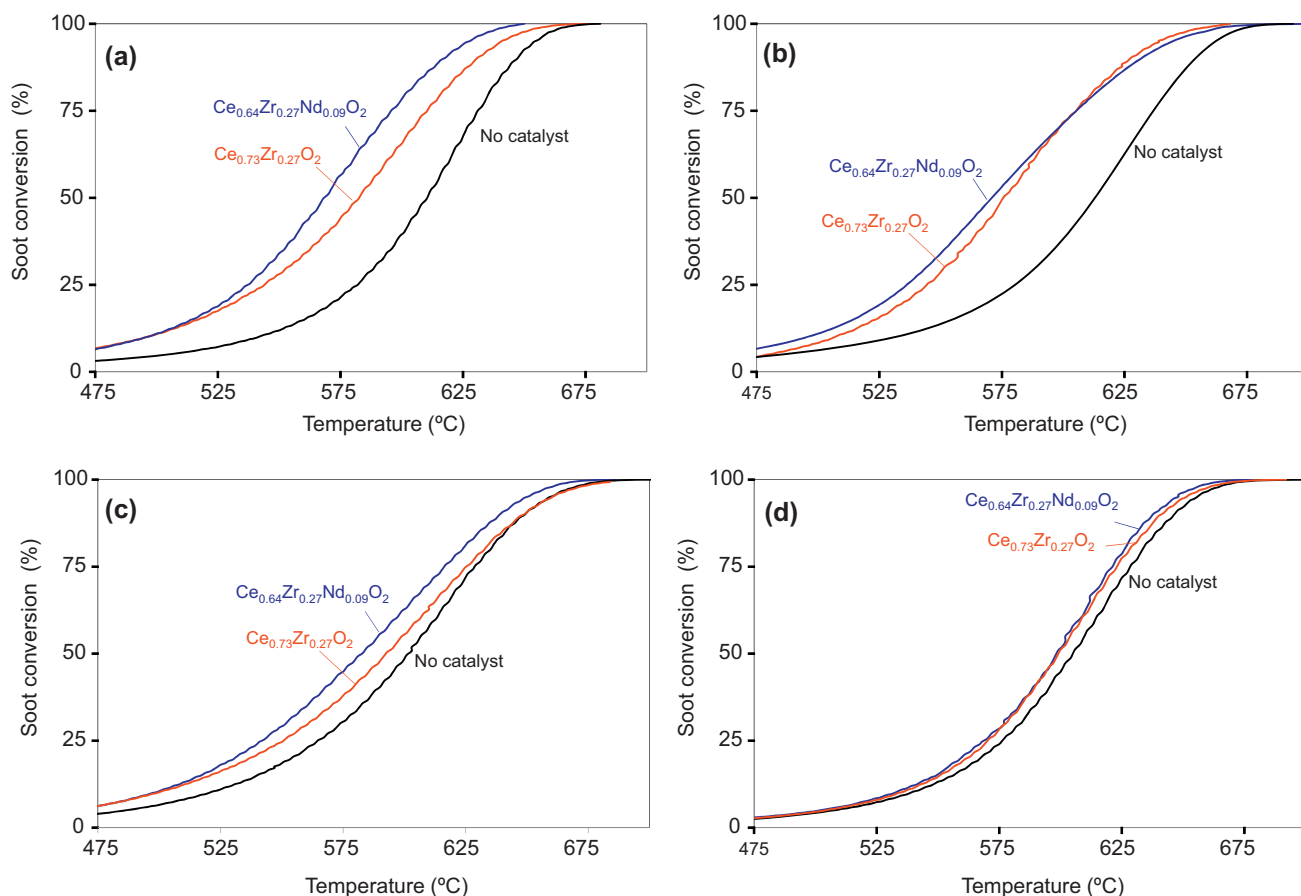 (a)
Soot conversion (%)
100
75
50
25
0
Ce0.64Zr0.27Nd0.09O2
Ce0.73Zr0.27O2
No catalyst
475 525 575 625 675
Temperature (ºC)
(b)
Soot conversion (%)
100
75
50
25
0
Ce0.64Zr0.27Nd0.09O2
Ce0.73Zr0.27O2
No catalyst
475 525 575 625 675
Temperature (ºC)
(c)
Soot conversion (%)
100
75
50
25
0
Ce0.64Zr0.27Nd0.09O2
Ce0.73Zr0.27O2
No catalyst
475 525 575 625 675
Temperature (ºC)
(d)
Soot conversion (%)
100
75
50
25
0
Ce0.64Zr0.27Nd0.09O2
Ce0.73Zr0.27O2
No catalyst
475 525 575 625 675
Temperature (ºC)